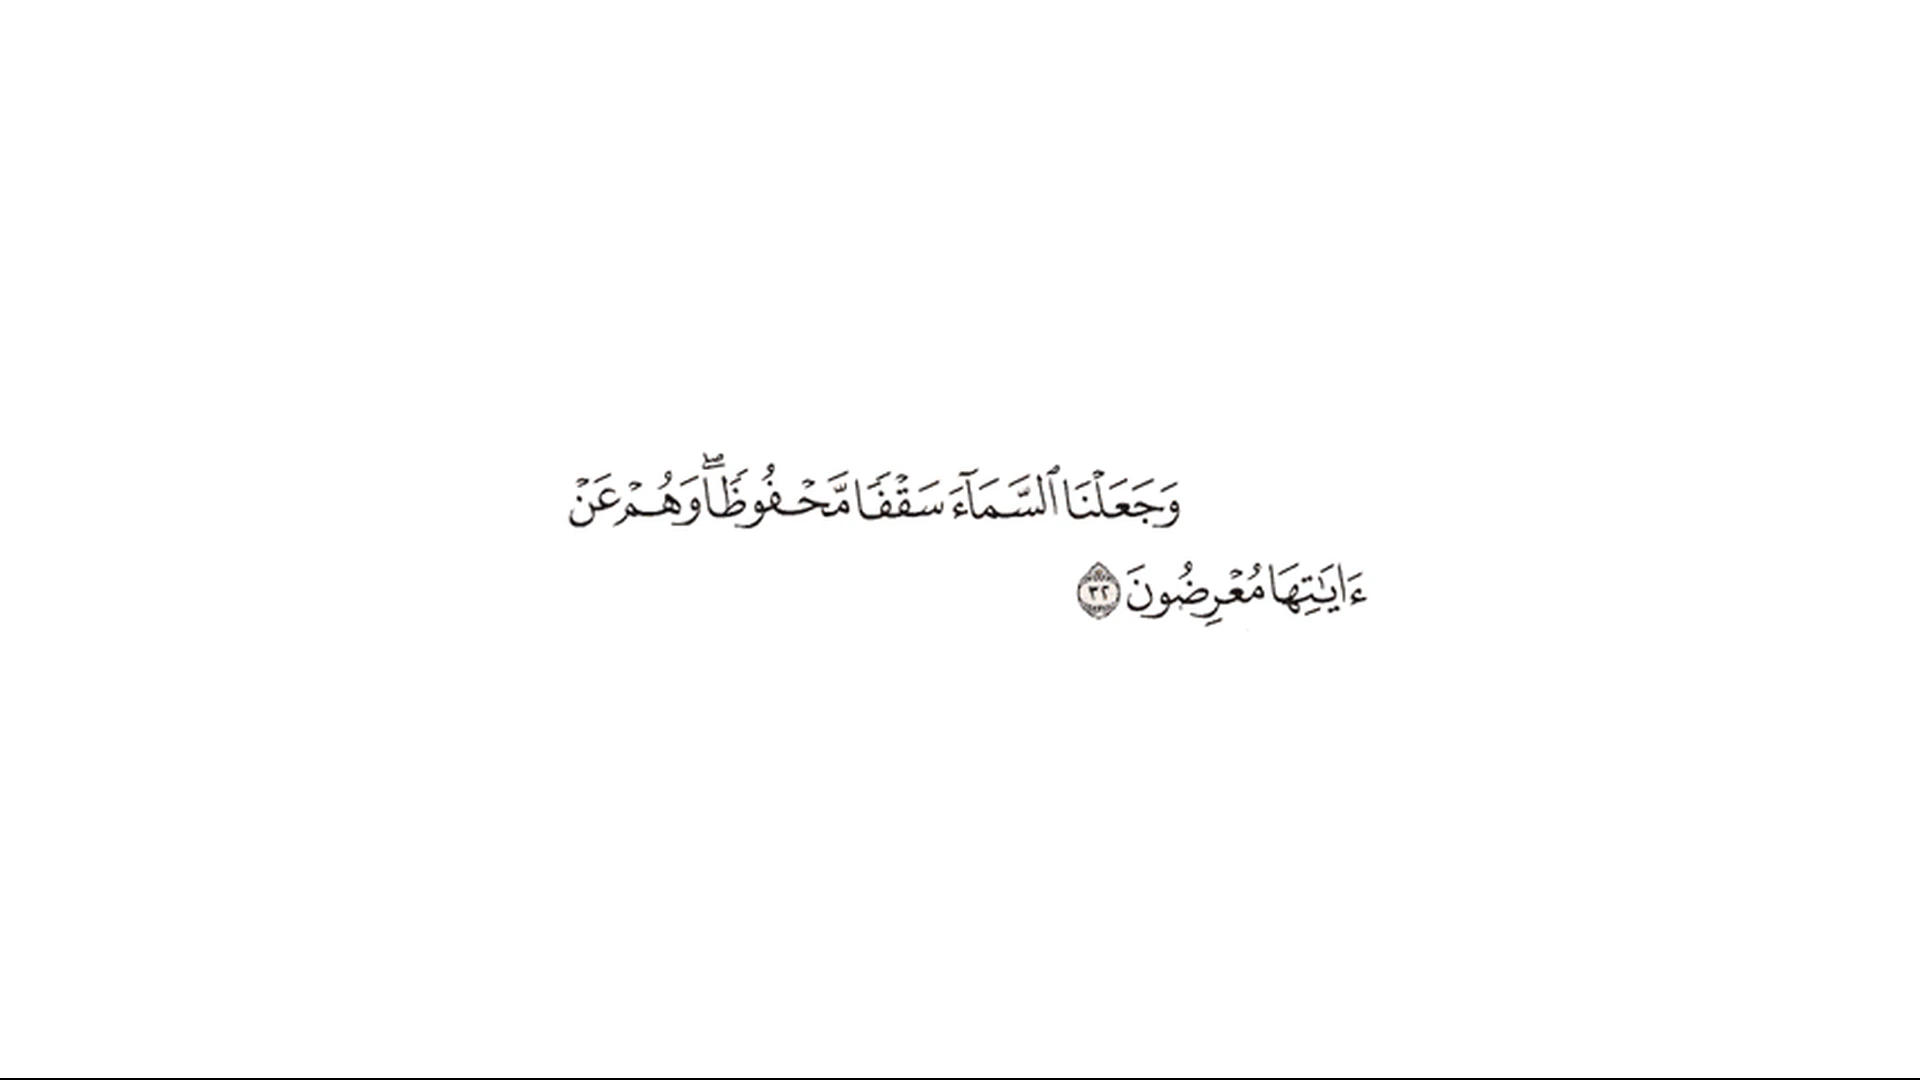 وَجَعَلْنَا ٱلسَّمَآءَ سَقْفًا مَّحْفُوظًا ۖ وَهُمْ عَنْ
ءَايَٰتِهَا مُعْرِضُونَ ٣٢